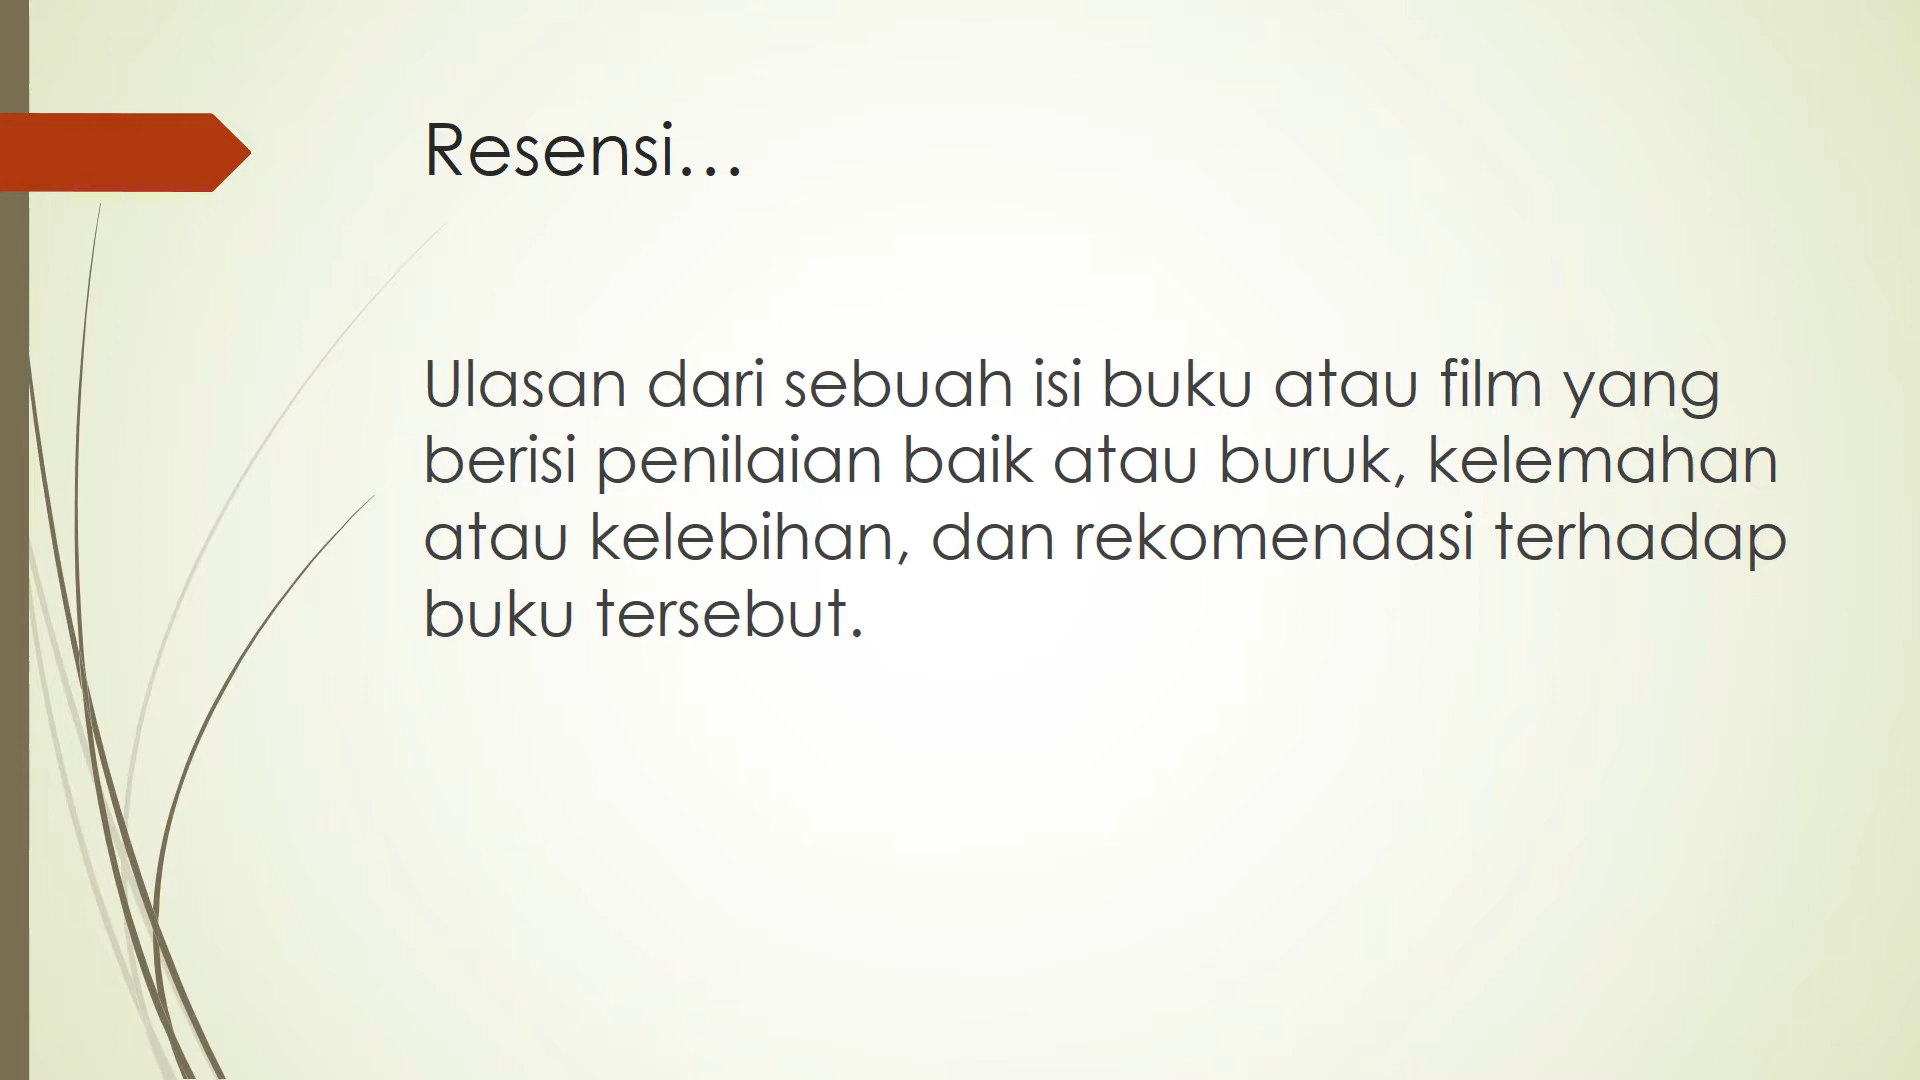 Resensi...
Ulasan dari sebuah isi buku atau film yang
berisi penilaian baik atau buruk, kelemahan
atau kelebihan, dan rekomendasi terhadap
buku tersebut.